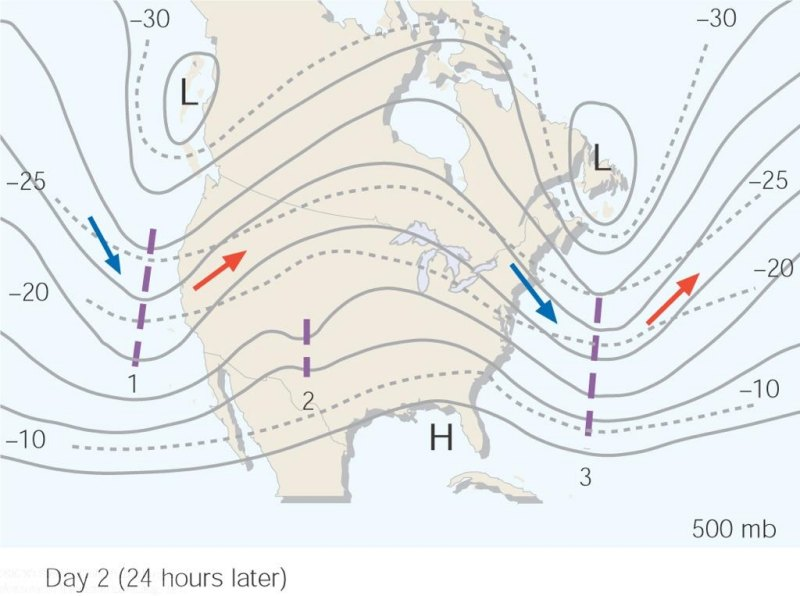 –30
–30
L
L
–25
–25
–20
–20
1
2
–10
–10
H
3
500 mb
Day 2 (24 hours later)